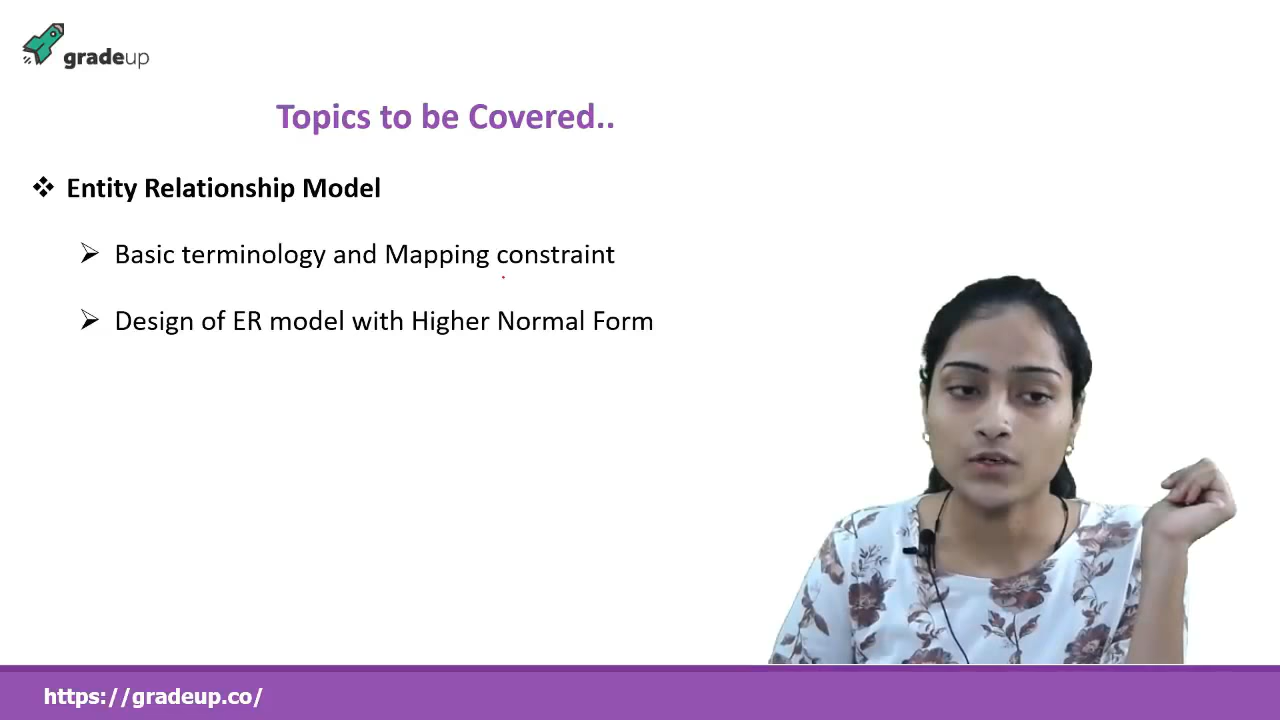 gradeup
Topics to be Covered..
Entity Relationship Model
Basic terminology and Mapping constraint
Design of ER model with Higher Normal Form
https://gradeup.co/